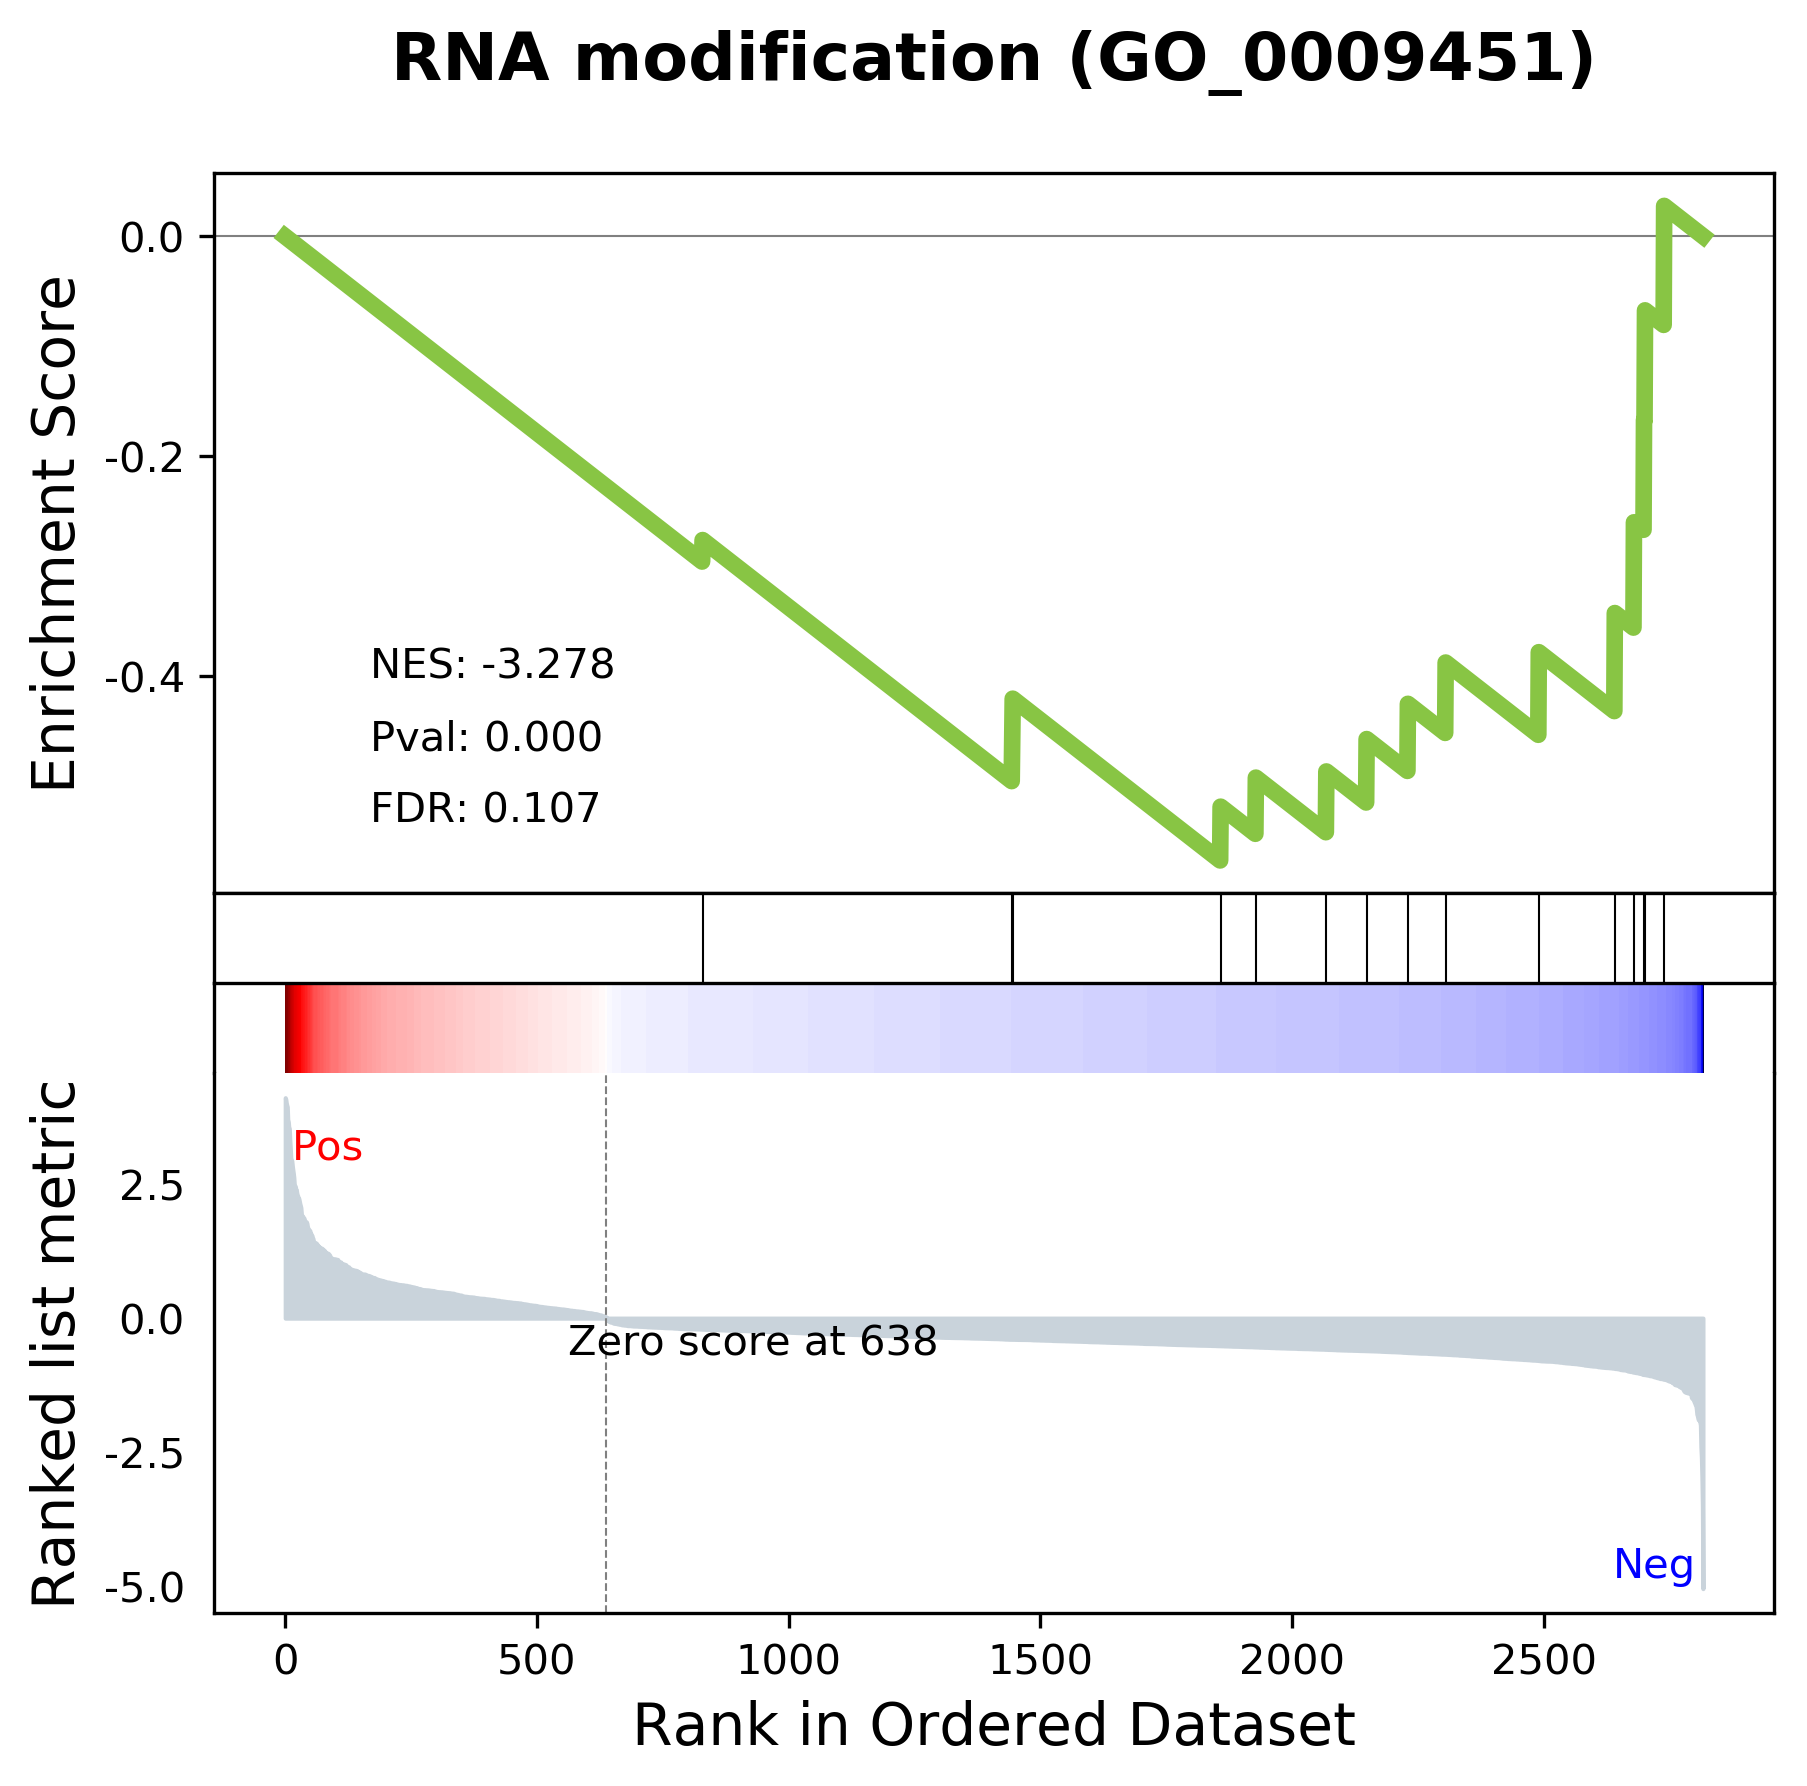 RNA modification (GO_0009451)
Enrichment Score
0.0
-0.2
-0.4
NES: -3.278
Pval: 0.000
FDR: 0.107
Ranked list metric
Pos
2.5
0.0
Zero score at 638
-2.5
-5.0
Neg
0 500 1000 1500 2000 2500
Rank in Ordered Dataset